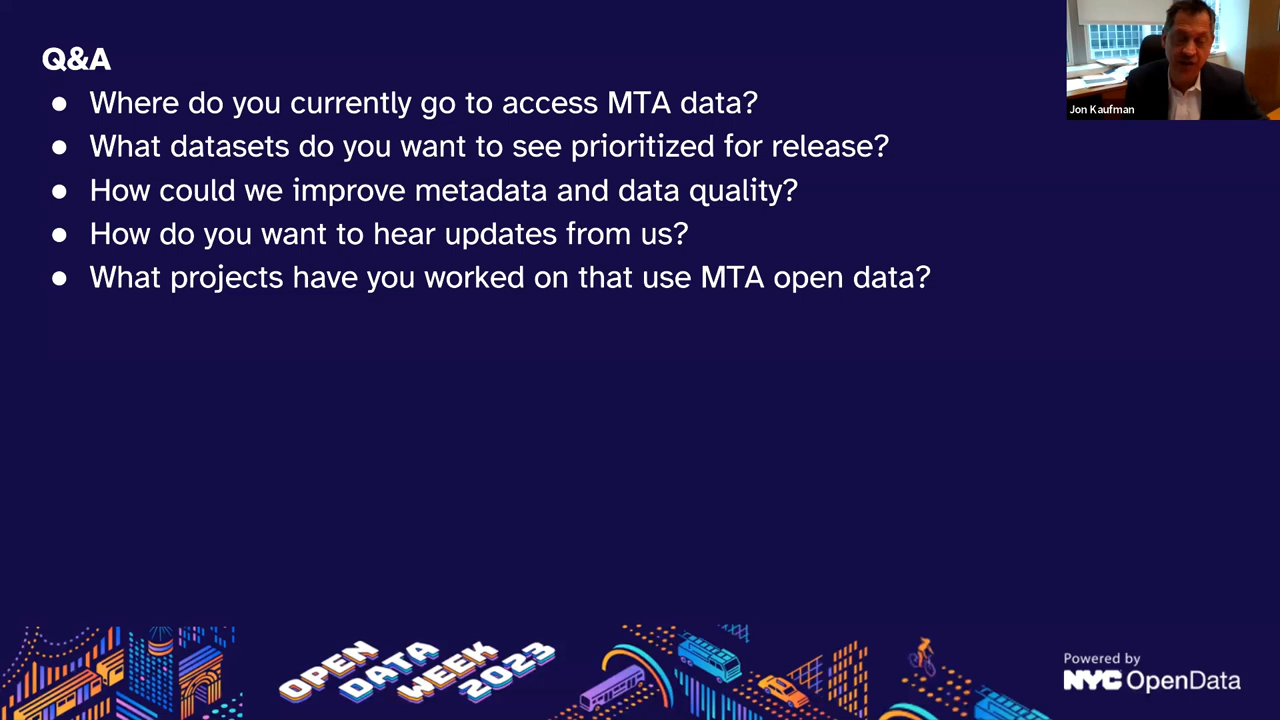 Q&A
● Where do you currently go to access MTA data?
● What datasets do you want to see prioritized for release?
● How could we improve metadata and data quality?
● How do you want to hear updates from us?
● What projects have you worked on that use MTA open data?
Jon Kaufman
OPEN
DATA
WEEK
2023
Powered by
NYC OpenData